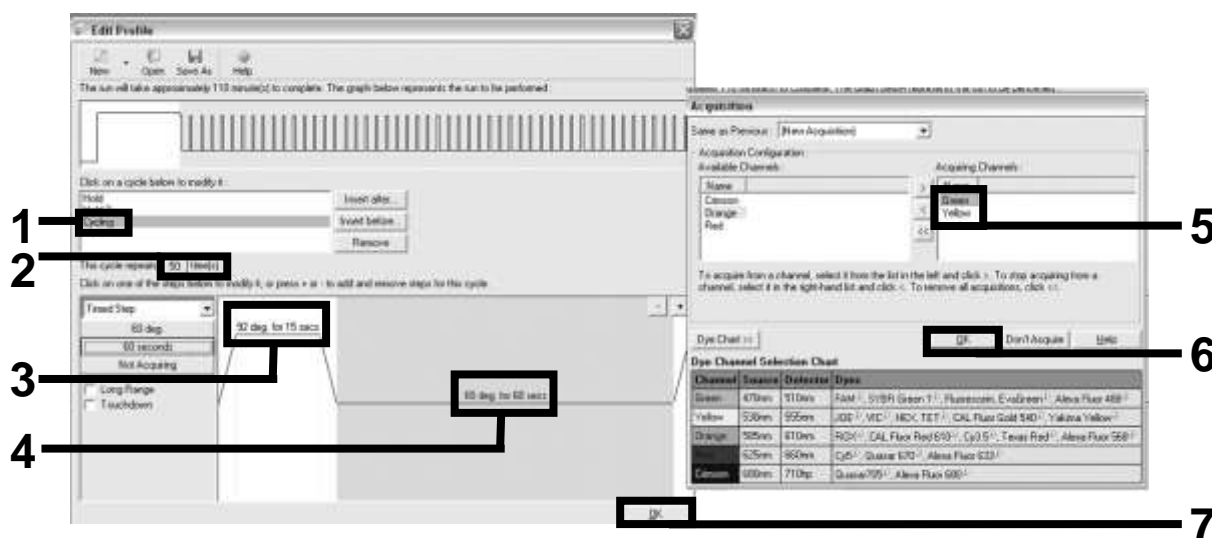 Edit Profile
New Open Save As Help
The run will take approximately 110 minute(s) to complete. The graph below represents the run to be performed
Click on a cycle below to modify it
Hold
Cycling
Insert after...
Insert before...
Remove
This cycle repeats 50 time(s)
Click on one of the steps below to modify it, or press + or - to add and remove steps for this cycle
Timed Step
60 deg.
60 seconds
Not Acquiring
Long Range
Touchdown
92 deg. for 15 secs
60 deg. for 60 secs
- +
OK
Acquisition
Same as Previous: (New Acquisition)
Acquisition Configuration
Available Channels: Acquiring Channels:
Name
Crimson
Orange
Red
>
<
<<
Green
Yellow
To acquire from a channel, select it from the list in the left and click >. To stop acquiring from a
channel, select it in the right-hand list and click <. To remove all acquisitions, click <<.
Dye Chart >> OK Don't Acquire Help
Dye Channel Selection Chart
Channel Source Detector Dyes
Green 470nm 510nm FAM, SYBR Green 1, Fluorescein, EvaGreen, Alexa Fluor 488
Yellow 530nm 555nm JOE, VIC, HEX, TET, CAL Fluor Gold 540, Yakima Yellow
Orange 585nm 610nm ROX, CAL Fluor Red 610, Cy3.5, Texas Red, Alexa Fluor 568
625nm 660nm Cy5, Quasar 670, Alexa Fluor 633
Crimson 680nm 710hp Quasar705, Alexa Fluor 680
1
2
3
4
5
6
7